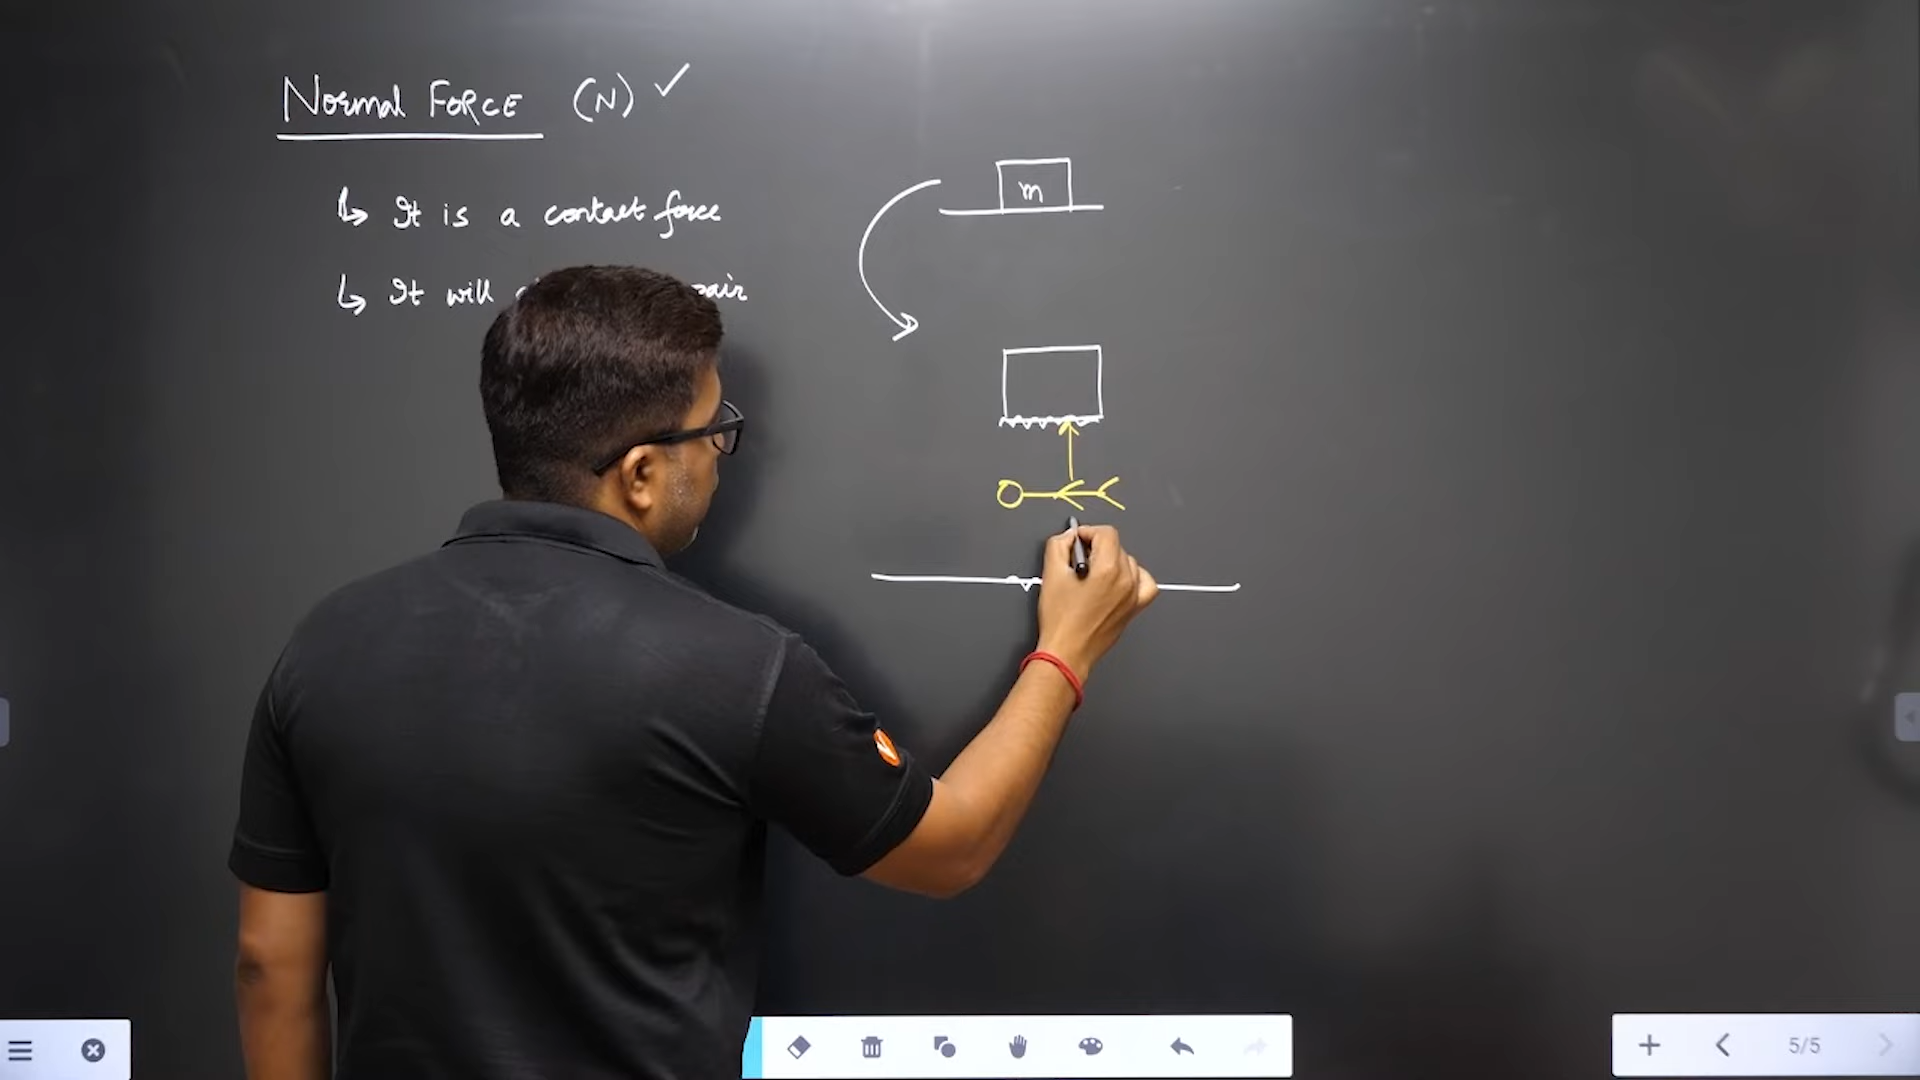 Normal FORCE (N) ✓
↳ It is a contact force
↳ It will pair
m
5/5